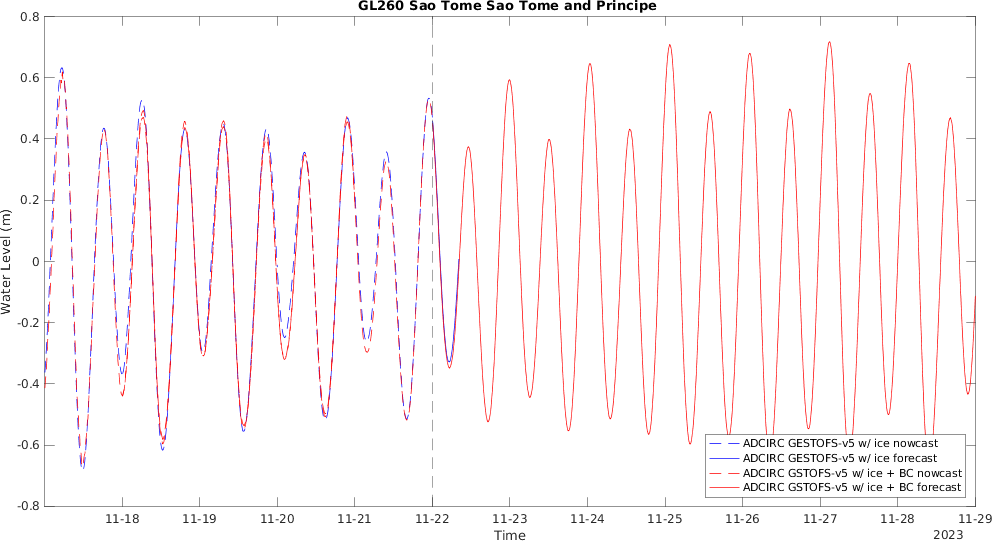 GL260 Sao Tome Sao Tome and Principe
0.8
0.6
0.4
0.2
0
-0.2
-0.4
-0.6
-0.8
Water Level (m)
ADCIRC GESTOFS-v5 w/ ice nowcast
ADCIRC GESTOFS-v5 w/ ice forecast
ADCIRC GSTOFS-v5 w/ ice + BC nowcast
ADCIRC GSTOFS-v5 w/ ice + BC forecast
11-18 11-19 11-20 11-21 11-22 11-23 11-24 11-25 11-26 11-27 11-28 11-29
Time
2023